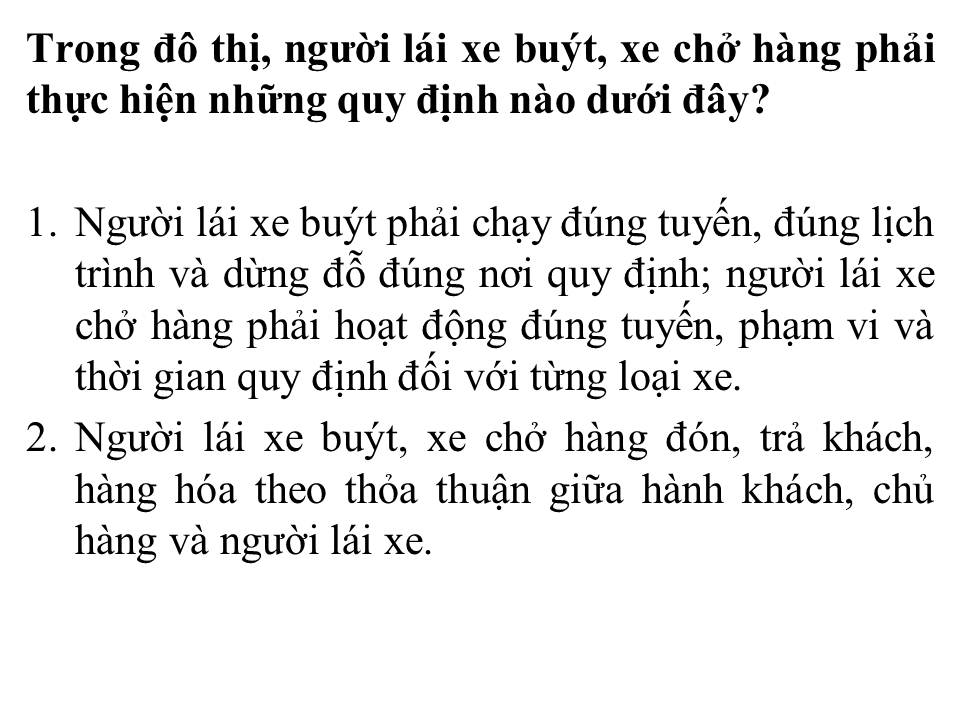 Trong đô thị, người lái xe buýt, xe chở hàng phải
thực hiện những quy định nào dưới đây?
1. Người lái xe buýt phải chạy đúng tuyến, đúng lịch
trình và dừng đỗ đúng nơi quy định; người lái xe
chở hàng phải hoạt động đúng tuyến, phạm vi và
thời gian quy định đối với từng loại xe.
2. Người lái xe buýt, xe chở hàng đón, trả khách,
hàng hóa theo thỏa thuận giữa hành khách, chủ
hàng và người lái xe.